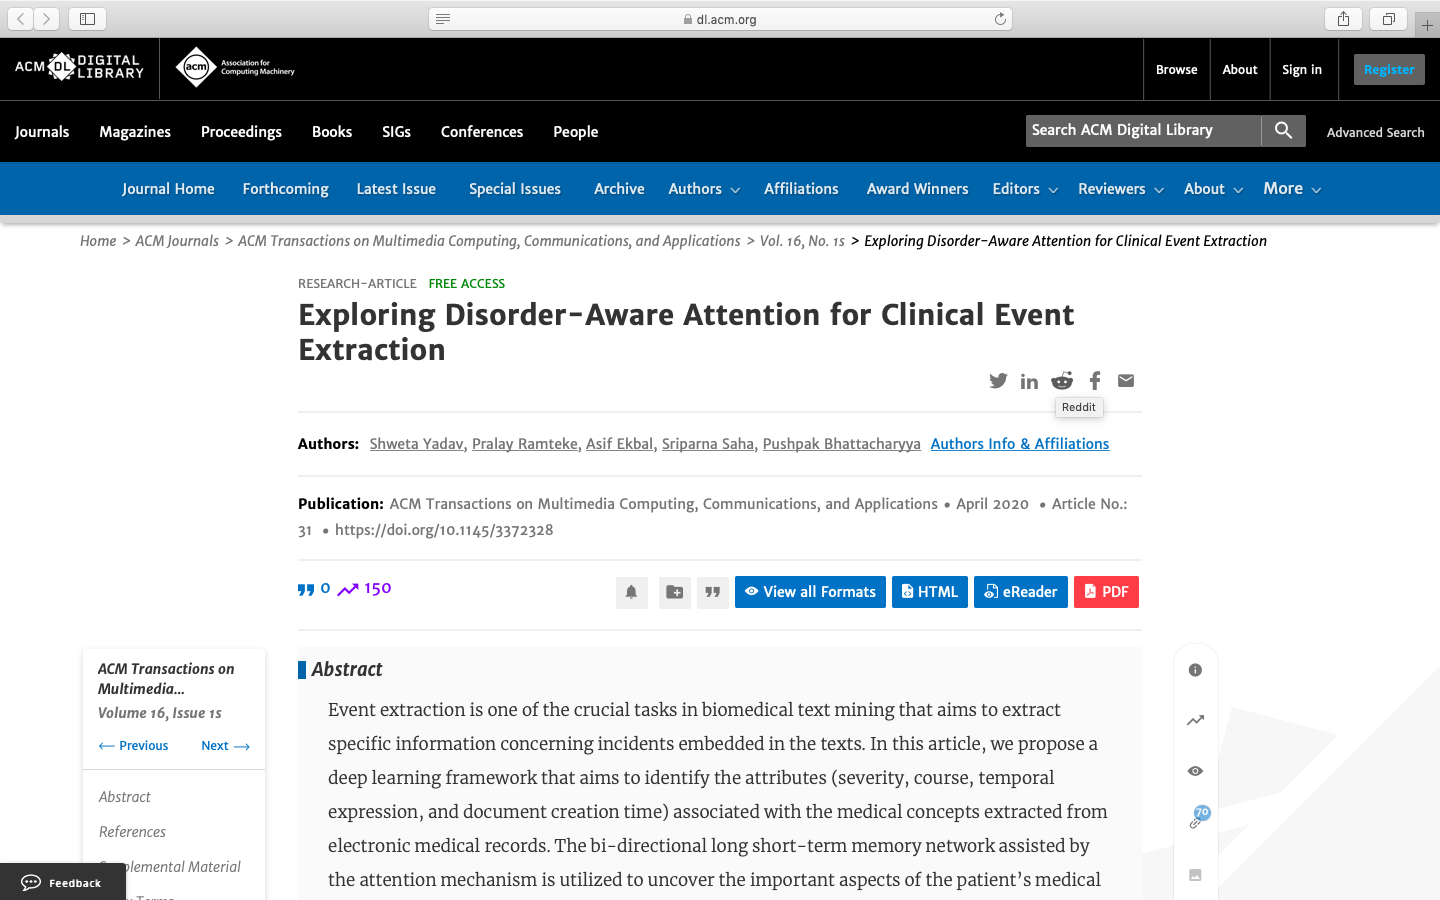 dl.acm.org
ACM DL DIGITAL LIBRARY
acm Association for Computing Machinery
Browse
About
Sign in
Register
Journals
Magazines
Proceedings
Books
SIGs
Conferences
People
Search ACM Digital Library
Advanced Search
Journal Home
Forthcoming
Latest Issue
Special Issues
Archive
Authors
Affiliations
Award Winners
Editors
Reviewers
About
More
Home > ACM Journals > ACM Transactions on Multimedia Computing, Communications, and Applications > Vol. 16, No. 1s > Exploring Disorder-Aware Attention for Clinical Event Extraction
RESEARCH-ARTICLE FREE ACCESS
Exploring Disorder-Aware Attention for Clinical Event
Extraction
Reddit
Authors: Shweta Yadav, Pralay Ramteke, Asif Ekbal, Sriparna Saha, Pushpak Bhattacharyya Authors Info & Affiliations
Publication: ACM Transactions on Multimedia Computing, Communications, and Applications • April 2020 • Article No.:
31 • https://doi.org/10.1145/3372328
0
150
View all Formats
HTML
eReader
PDF
ACM Transactions on
Multimedia...
Volume 16, Issue 1s
Previous
Next
Abstract
References
Feedback
Abstract
Event extraction is one of the crucial tasks in biomedical text mining that aims to extract
specific information concerning incidents embedded in the texts. In this article, we propose a
deep learning framework that aims to identify the attributes (severity, course, temporal
expression, and document creation time) associated with the medical concepts extracted from
electronic medical records. The bi-directional long short-term memory network assisted by
the attention mechanism is utilized to uncover the important aspects of the patient's medical
70